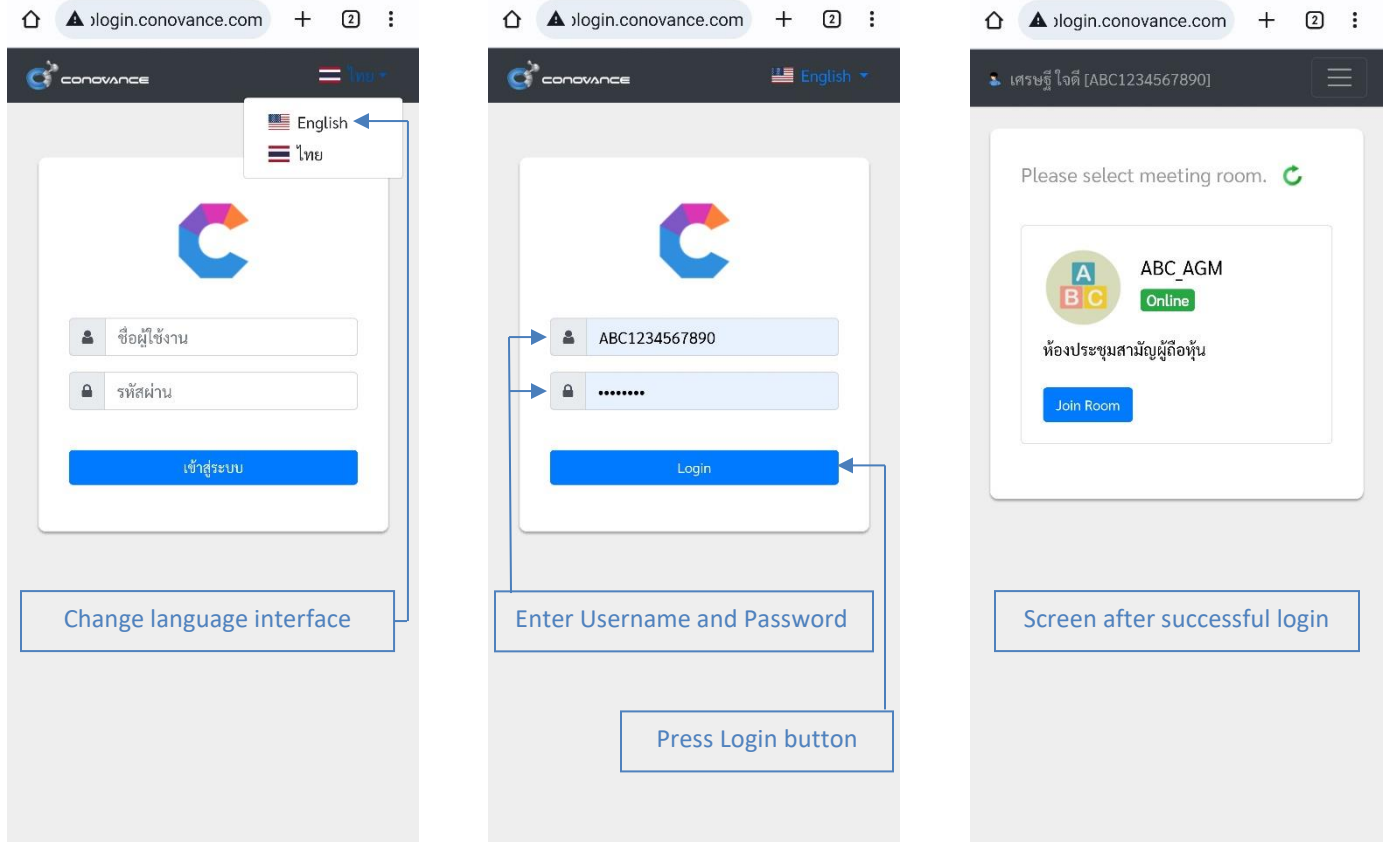 ɔlogin.conovance.com
2
CONOVANCE
ไทย
English
ไทย
ชื่อผู้ใช้งาน
รหัสผ่าน
เข้าสู่ระบบ
Change language interface
ɔlogin.conovance.com
2
CONOVANCE
English
ABC1234567890
••••••••
Login
Enter Username and Password
Press Login button
ɔlogin.conovance.com
2
เศรษฐี ใจดี [ABC1234567890]
Please select meeting room.
A
B C
ABC_AGM
Online
ห้องประชุมสามัญผู้ถือหุ้น
Join Room
Screen after successful login